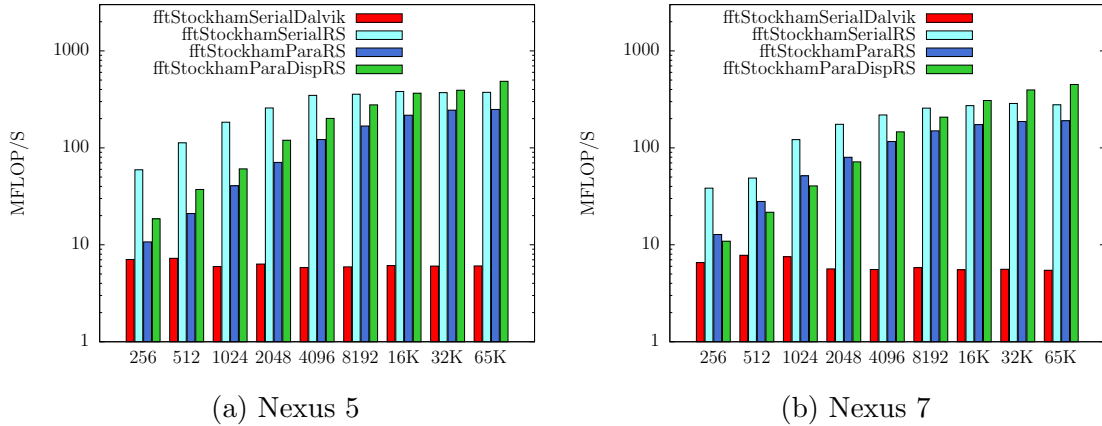 fftStockhamSerialDalvik
fftStockhamSerialRS
fftStockhamParaRS
fftStockhamParaDispRS
MFLOP/S
1000
100
10
1
256 512 1024 2048 4096 8192 16K 32K 65K
(a) Nexus 5
fftStockhamSerialDalvik
fftStockhamSerialRS
fftStockhamParaRS
fftStockhamParaDispRS
MFLOP/S
1000
100
10
1
256 512 1024 2048 4096 8192 16K 32K 65K
(b) Nexus 7